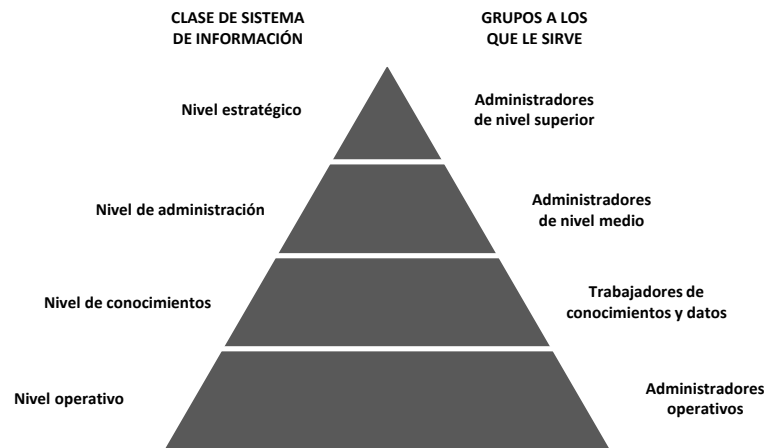 CLASE DE SISTEMA
DE INFORMACIÓN
GRUPOS A LOS
QUE LE SIRVE
Nivel estratégico
Administradores
de nivel superior
Nivel de administración
Administradores
de nivel medio
Nivel de conocimientos
Trabajadores de
conocimientos y datos
Nivel operativo
Administradores
operativos